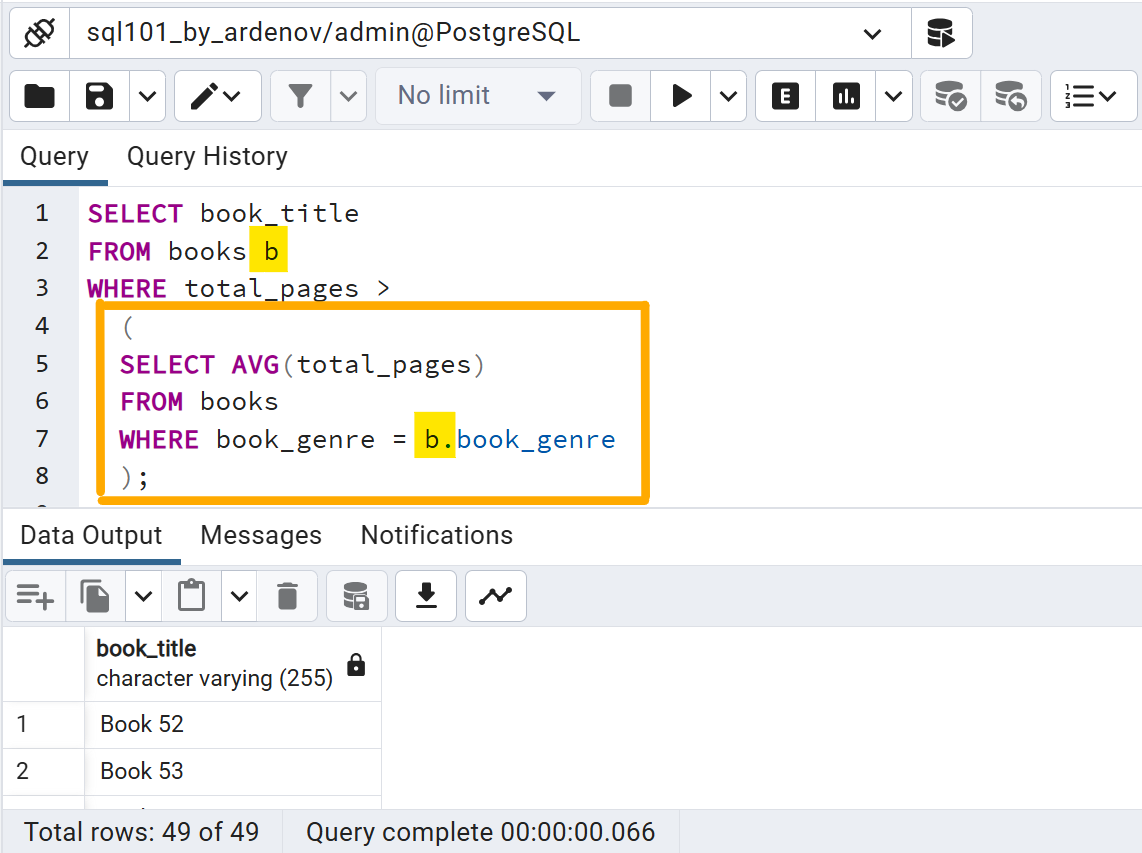 sql101_by_ardenov/admin@PostgreSQL
No limit
E
Query Query History
1 SELECT book_title
2 FROM books b
3 WHERE total_pages >
4 (
5 SELECT AVG(total_pages)
6 FROM books
7 WHERE book_genre = b.book_genre
8 );
Data Output Messages Notifications
book_title
character varying (255)
1 Book 52
2 Book 53
Total rows: 49 of 49 Query complete 00:00:00.066